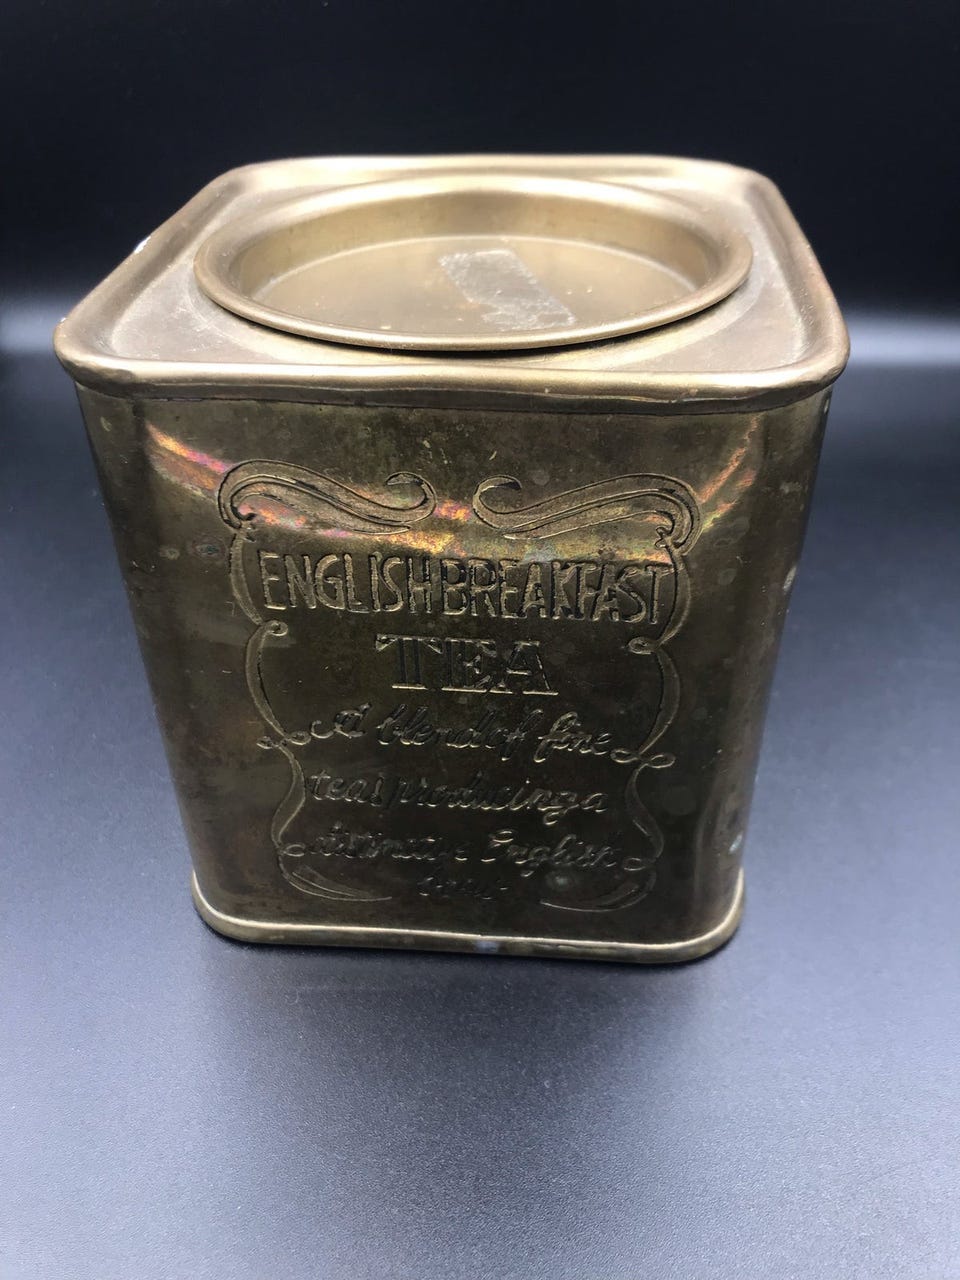 ENGLISH BREAKFAST
TEA
A blend of fine
teas producing a
distinctive English